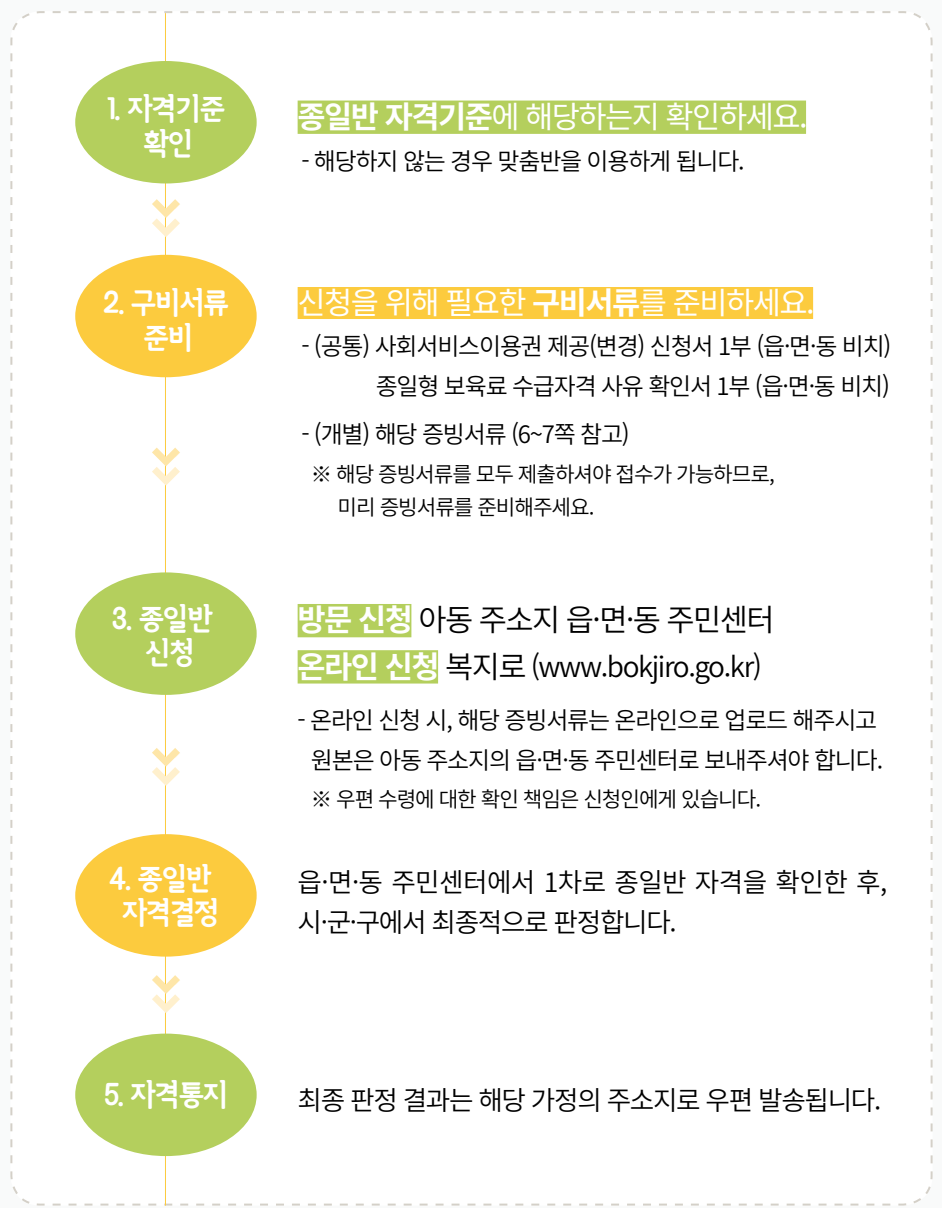 1. 자격기준
확인
종일반 자격기준에 해당하는지 확인하세요.
- 해당하지 않는 경우 맞춤반을 이용하게 됩니다.
2. 구비서류
준비
신청을 위해 필요한 구비서류를 준비하세요.
- (공통) 사회서비스이용권 제공(변경) 신청서 1부 (읍·면·동 비치)
종일형 보육료 수급자격 사유 확인서 1부 (읍·면·동 비치)
- (개별) 해당 증빙서류 (6~7쪽 참고)
※ 해당 증빙서류를 모두 제출하셔야 접수가 가능하므로,
미리 증빙서류를 준비해주세요.
3. 종일반
신청
방문 신청 아동 주소지 읍·면·동 주민센터
온라인 신청 복지로 (www.bokjiro.go.kr)
- 온라인 신청 시, 해당 증빙서류는 온라인으로 업로드 해주시고
원본은 아동 주소지의 읍·면·동 주민센터로 보내주셔야 합니다.
※ 우편 수령에 대한 확인 책임은 신청인에게 있습니다.
4. 종일반
자격결정
읍·면·동 주민센터에서 1차로 종일반 자격을 확인한 후,
시·군·구에서 최종적으로 판정합니다.
5. 자격통지
최종 판정 결과는 해당 가정의 주소지로 우편 발송됩니다.